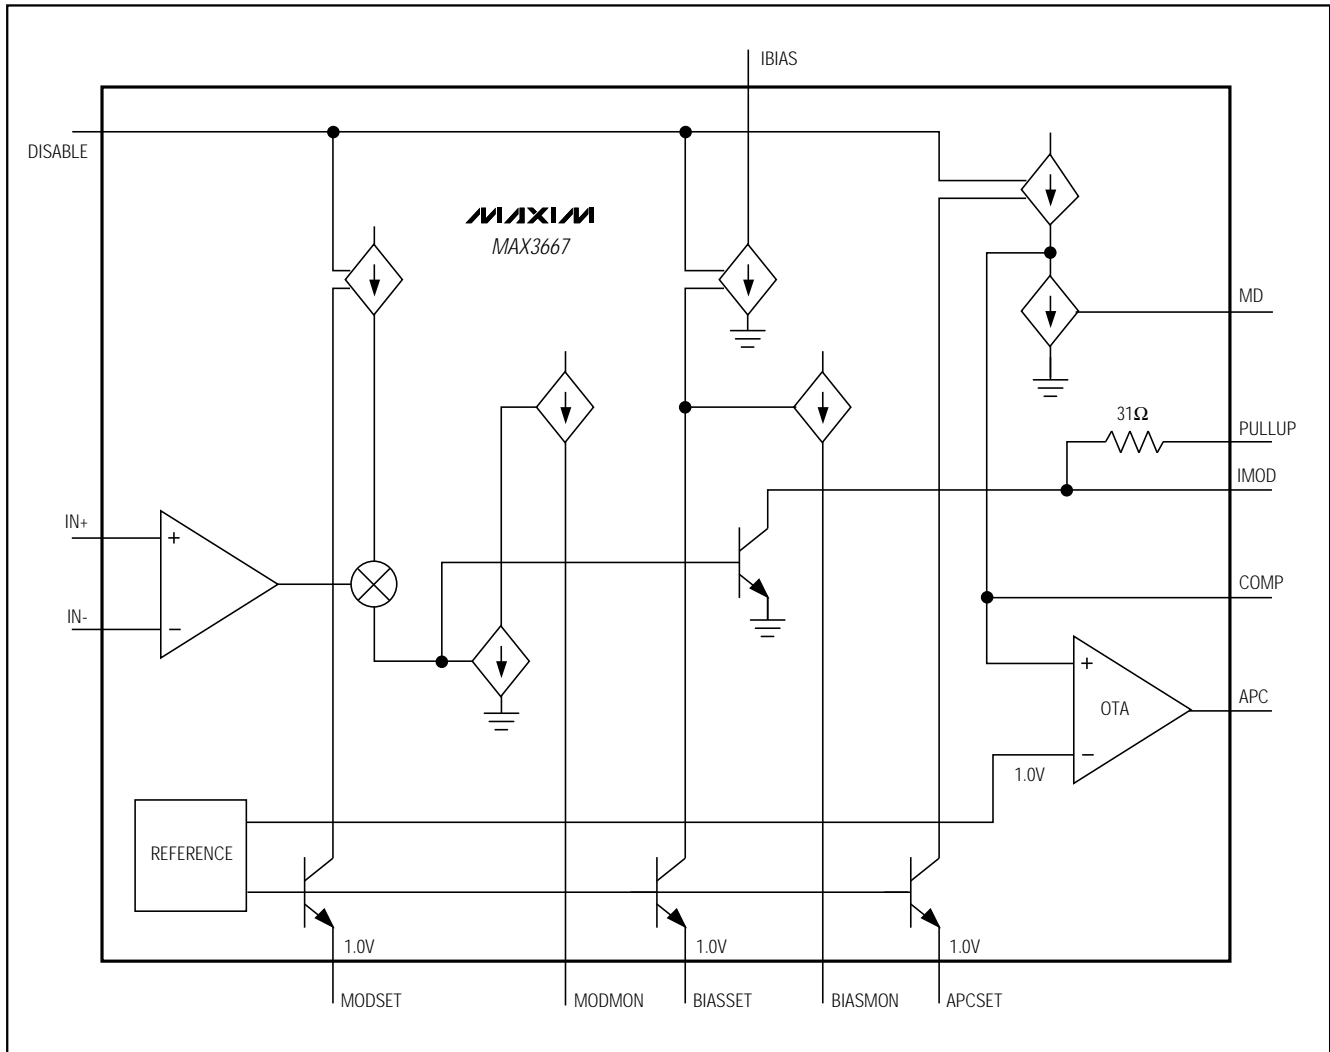 IBIAS
DISABLE
MAXIM
MAX3667
MD
31Ω
PULLUP
IMOD
IN+
+
COMP
IN-
−
+
APC
OTA
−
1.0V
REFERENCE
1.0V
1.0V
1.0V
MODSET
MODMON
BIASSET
BIASMON
APCSET